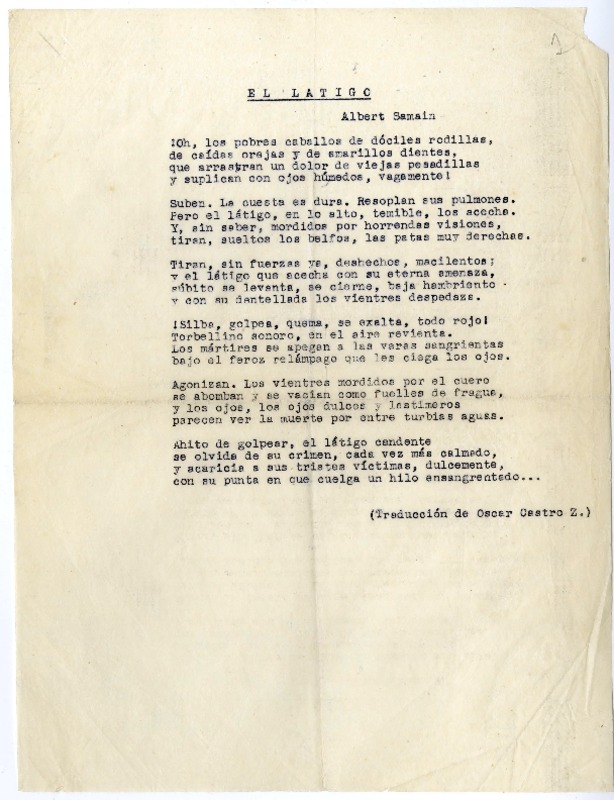 EL LATIGO
Albert Samain
¡Oh, los pobres caballos de dóciles rodillas,
de caídas orejas y de amarillos dientes,
que arrastran un dolor de viejas pesadillas
y suplican con ojos húmedos, vagamente!
Suben. La cuesta es dura. Resoplan sus pulmones.
Pero el látigo, en lo alto, temible, los acecha.
Y, sin saber, mordidos por horrendas visiones,
tiran, sueltos los belfos, las patas muy derechas.
Tiran, sin fuerzas ya, deshechos, macilentos;
y el látigo que acecha con su eterna amenaza,
súbito se levanta, se cierne, baja hambriento
y con su dentellada los vientres despedaza.
¡Silba, golpea, quema, se exalta, todo rojo!
Torbellino sonoro, en el aire revienta.
Los mártires se apegan a las varas sangrientas
bajo el feroz relámpago que les ciega los ojos.
Agonizan. Los vientres mordidos por el cuero
se abomban y se vacían como fuelles de fragua,
y los ojos, los ojos dulces y lastimeros
parecen ver la muerte por entre turbias aguas.
Ahito de golpear, el látigo candente
se olvida de su crimen, cada vez más calmado,
y acaricia a sus tristes víctimas, dulcemente,
con su punta en que cuelga un hilo ensangrentado...
(Traducción de Oscar Castro Z.)